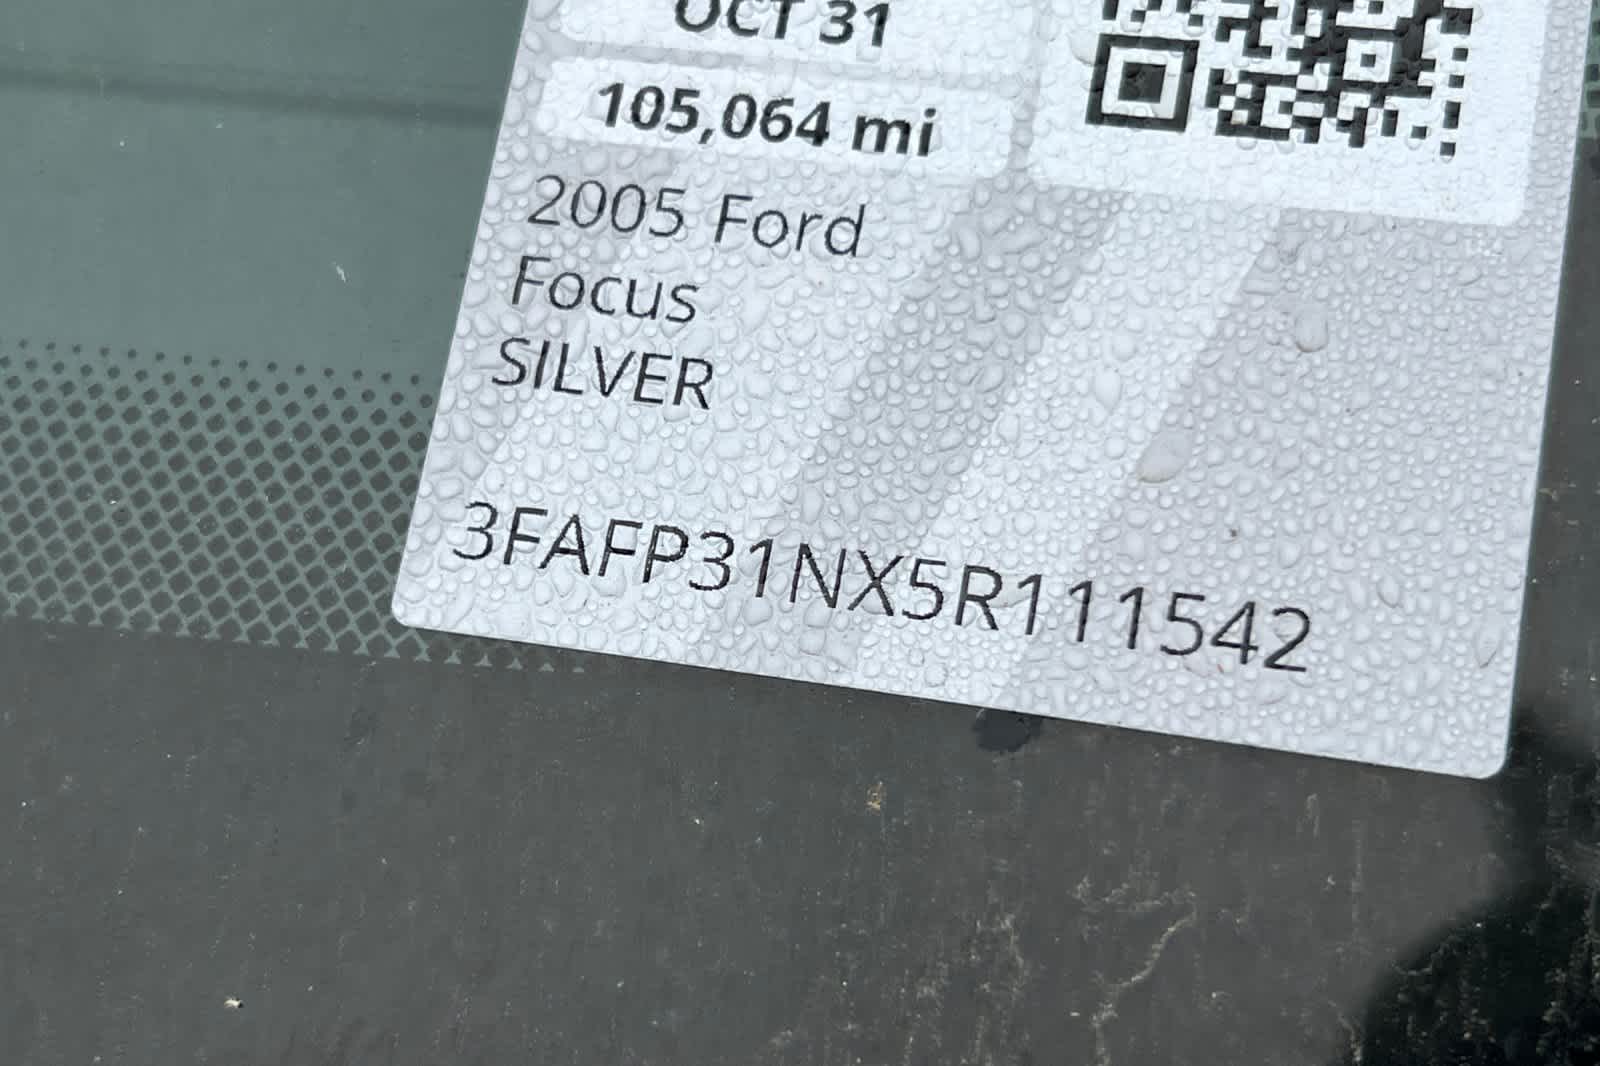 OCT 31
105,064 mi
2005 Ford
Focus
SILVER
3FAFP31NX5R111542